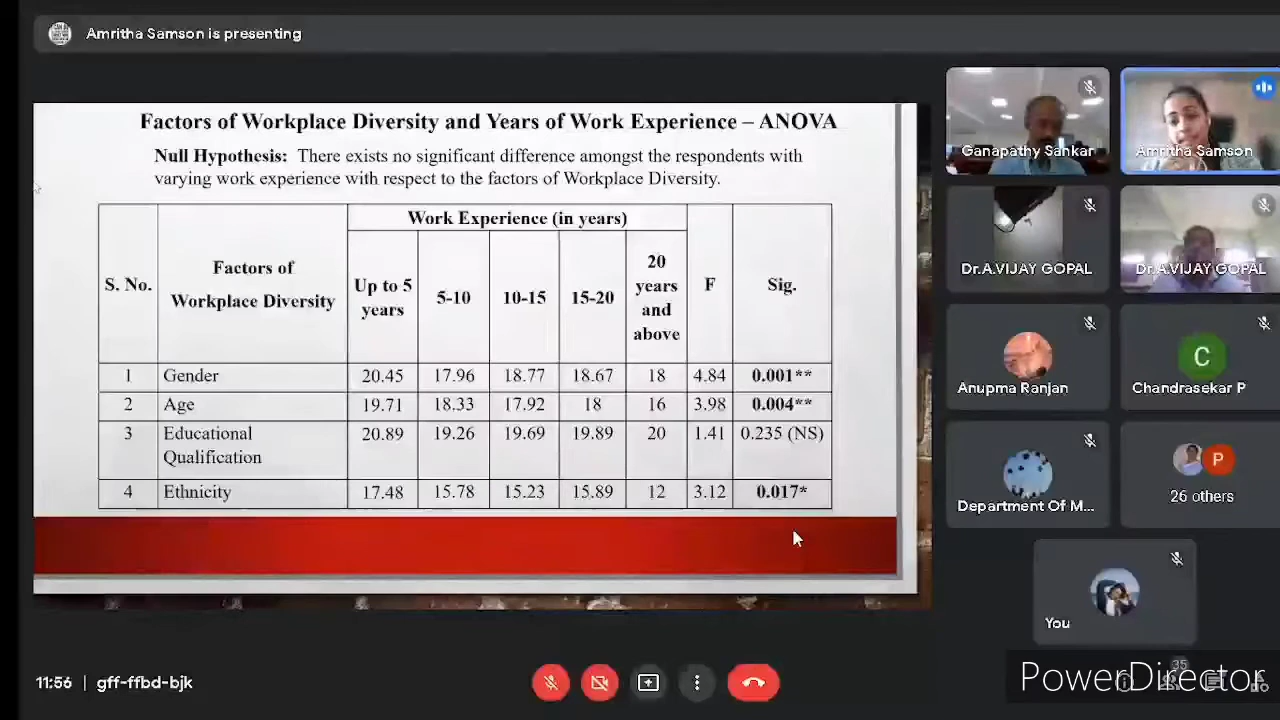 Amritha Samson is presenting
Factors of Workplace Diversity and Years of Work Experience – ANOVA
Null Hypothesis: There exists no significant difference amongst the respondents with
varying work experience with respect to the factors of Workplace Diversity.
S. No.
Factors of
Workplace Diversity
Work Experience (in years)
Up to 5
years
5-10
10-15
15-20
20
years
and
above
F
Sig.
1 Gender 20.45 17.96 18.77 18.67 18 4.84 0.001**
2 Age 19.71 18.33 17.92 18 16 3.98 0.004**
3 Educational 20.89 19.26 19.69 19.89 20 1.41 0.235 (NS)
Qualification
4 Ethnicity 17.48 15.78 15.23 15.89 12 3.12 0.017*
Ganapathy Sankar
Amritha Samson
Dr.A.VIJAY GOPAL
Dr.A.VIJAY GOPAL
Anupma Ranjan
C
Chandrasekar P
Department Of M...
P
26 others
You
11:56 | gff-ffbd-bjk
35
PowerDirector